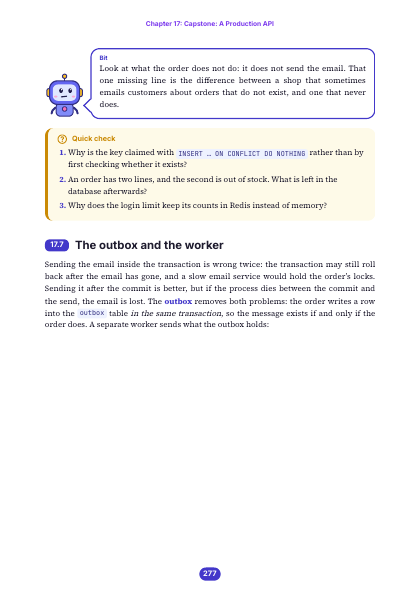 Chapter 17: Capstone: A Production API
Bit
Look at what the order does not do: it does not send the email. That
one missing line is the difference between a shop that sometimes
emails customers about orders that do not exist, and one that never
does.
Quick check
1. Why is the key claimed with INSERT … ON CONFLICT DO NOTHING rather than by
first checking whether it exists?
2. An order has two lines, and the second is out of stock. What is left in the
database afterwards?
3. Why does the login limit keep its counts in Redis instead of memory?
17.7 The outbox and the worker
Sending the email inside the transaction is wrong twice: the transaction may still roll
back after the email has gone, and a slow email service would hold the order's locks.
Sending it after the commit is better, but if the process dies between the commit and
the send, the email is lost. The outbox removes both problems: the order writes a row
into the outbox table in the same transaction, so the message exists if and only if the
order does. A separate worker sends what the outbox holds:
277